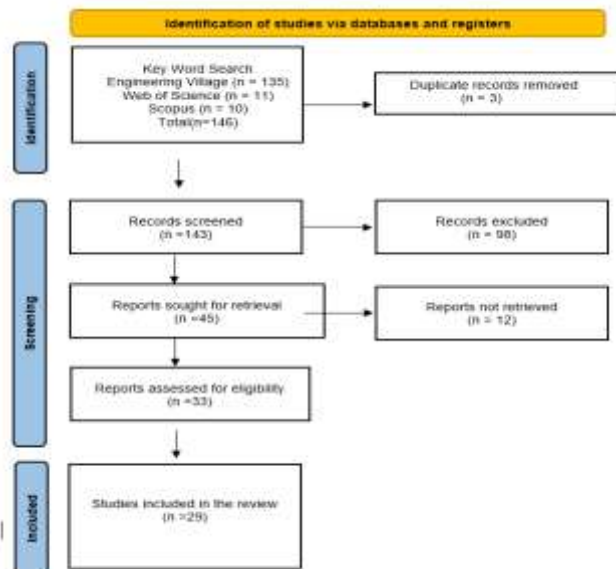 Identification of studies via databases and registers
Identification
Key Word Search
Engineering Village (n = 135)
Web of Science (n = 11)
Scopus (n = 10)
Total(n=146)
Duplicate records removed
(n = 3)
Screening
Records screened
(n =143)
Records excluded
(n = 98)
Reports sought for retrieval
(n =45)
Reports not retrieved
(n = 12)
Reports assessed for eligibility
(n =33)
Included
Studies included in the review
(n =29)